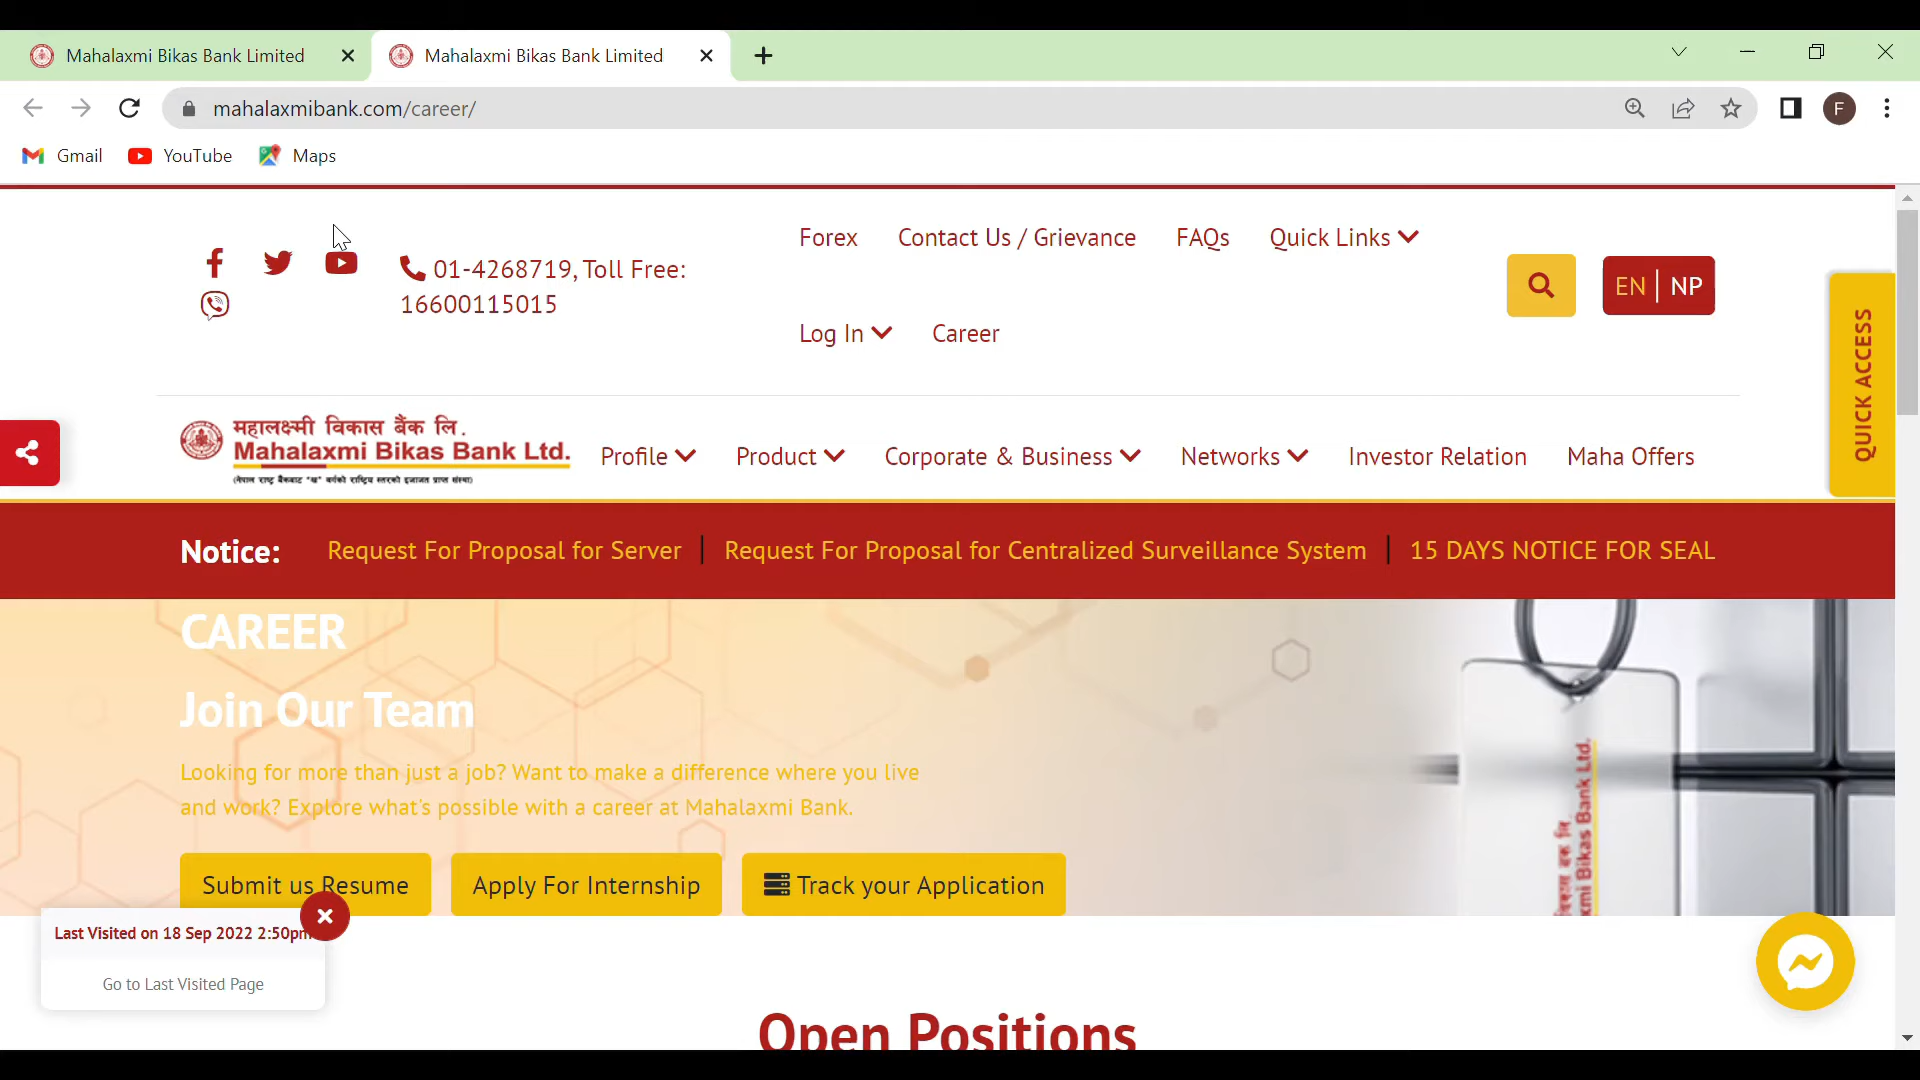 Mahalaxmi Bikas Bank Limited
Mahalaxmi Bikas Bank Limited
mahalaxmibank.com/career/
F
Gmail
YouTube
Maps
01-4268719, Toll Free:
16600115015
Forex
Contact Us / Grievance
FAQs
Quick Links
Log In
Career
EN | NP
QUICK ACCESS
महालक्ष्मी विकास बैंक लि.
Mahalaxmi Bikas Bank Ltd.
(नेपाल राष्ट्र बैंकबाट "ख" वर्गको राष्ट्रिय स्तरको इजाजत प्राप्त संस्था)
Profile
Product
Corporate & Business
Networks
Investor Relation
Maha Offers
Notice:
Request For Proposal for Server | Request For Proposal for Centralized Surveillance System | 15 DAYS NOTICE FOR SEAL
CAREER
Join Our Team
Looking for more than just a job? Want to make a difference where you live
and work? Explore what's possible with a career at Mahalaxmi Bank.
Submit us Resume
Apply For Internship
Track your Application
Last Visited on 18 Sep 2022 2:50pm
Go to Last Visited Page
Open Positions